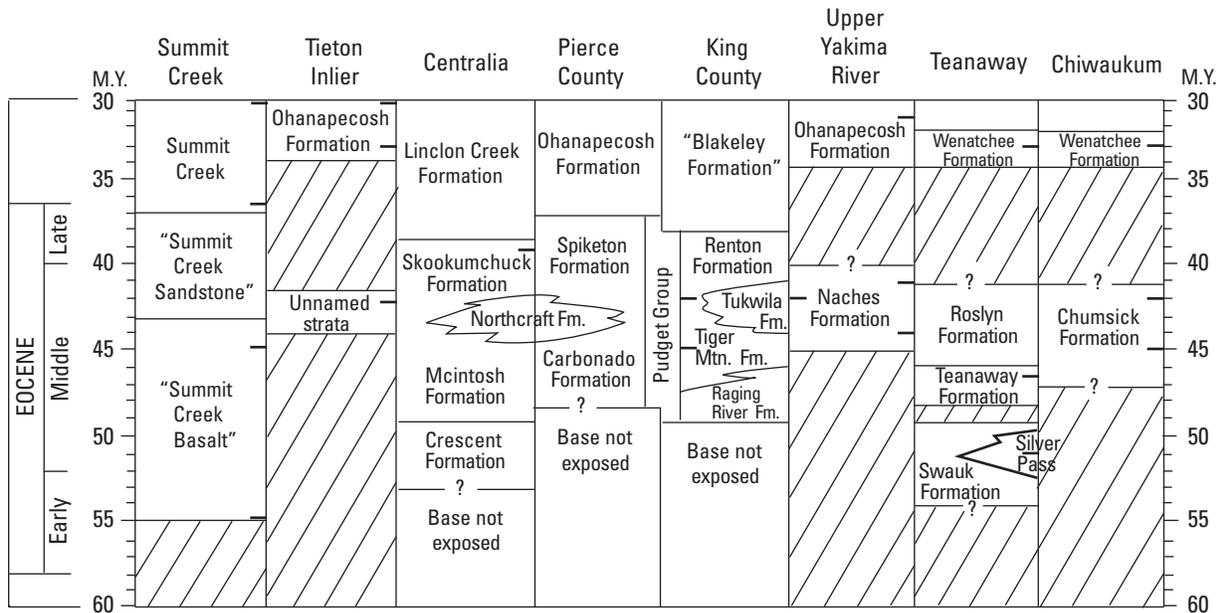 Summit
Creek
Tieton
Inlier
Centralia
Pierce
County
King
County
Upper
Yakima
River
Teanaway
Chiwaukum
M.Y.
M.Y.
30
35
40
45
50
55
60
EOCENE
Late
Middle
Early
Summit
Creek
"Summit
Creek
Sandstone"
"Summit
Creek
Basalt"
Ohanapecosh
Formation
Unnamed
strata
Linclon Creek
Formation
Skookumchuck
Formation
Northcraft Fm.
Mcintosh
Formation
Crescent
Formation
?
Base not
exposed
Ohanapecosh
Formation
Spiketon
Formation
Carbonado
Formation
?
Base not
exposed
Pudget Group
"Blakeley
Formation"
Renton
Formation
Tukwila
Fm.
Tiger
Mtn. Fm.
Raging
River Fm.
Base not
exposed
Ohanapecosh
Formation
?
Naches
Formation
Wenatchee
Formation
?
Roslyn
Formation
Teanaway
Formation
Silver
Pass
Swauk
Formation
?
Wenatchee
Formation
?
Chumsick
Formation
?
30
35
40
45
50
55
60